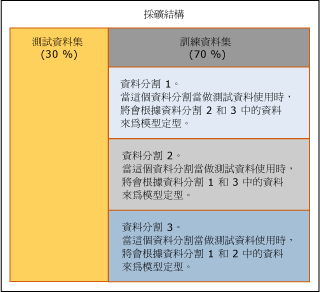 採礦結構
測試資料集
(30 %)
訓練資料集
(70 %)
資料分割 1。
當這個資料分割當做測試資料使用時，
將會根據資料分割 2 和 3 中的資料
來為模型定型。
資料分割 2。
當這個資料分割當做測試資料使用時，
將會根據資料分割 1 和 3 中的資料
來為模型定型。
資料分割 3。
當這個資料分割當做測試資料使用時，
將會根據資料分割 1 和 2 中的資料
來為模型定型。